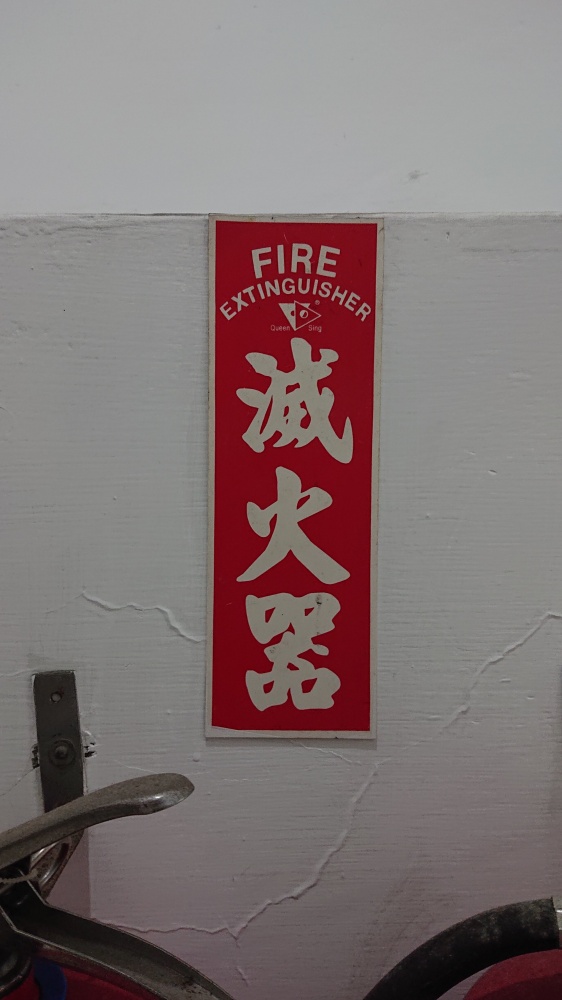 FIRE
EXTINGUISHER
Queen Sing
滅火器